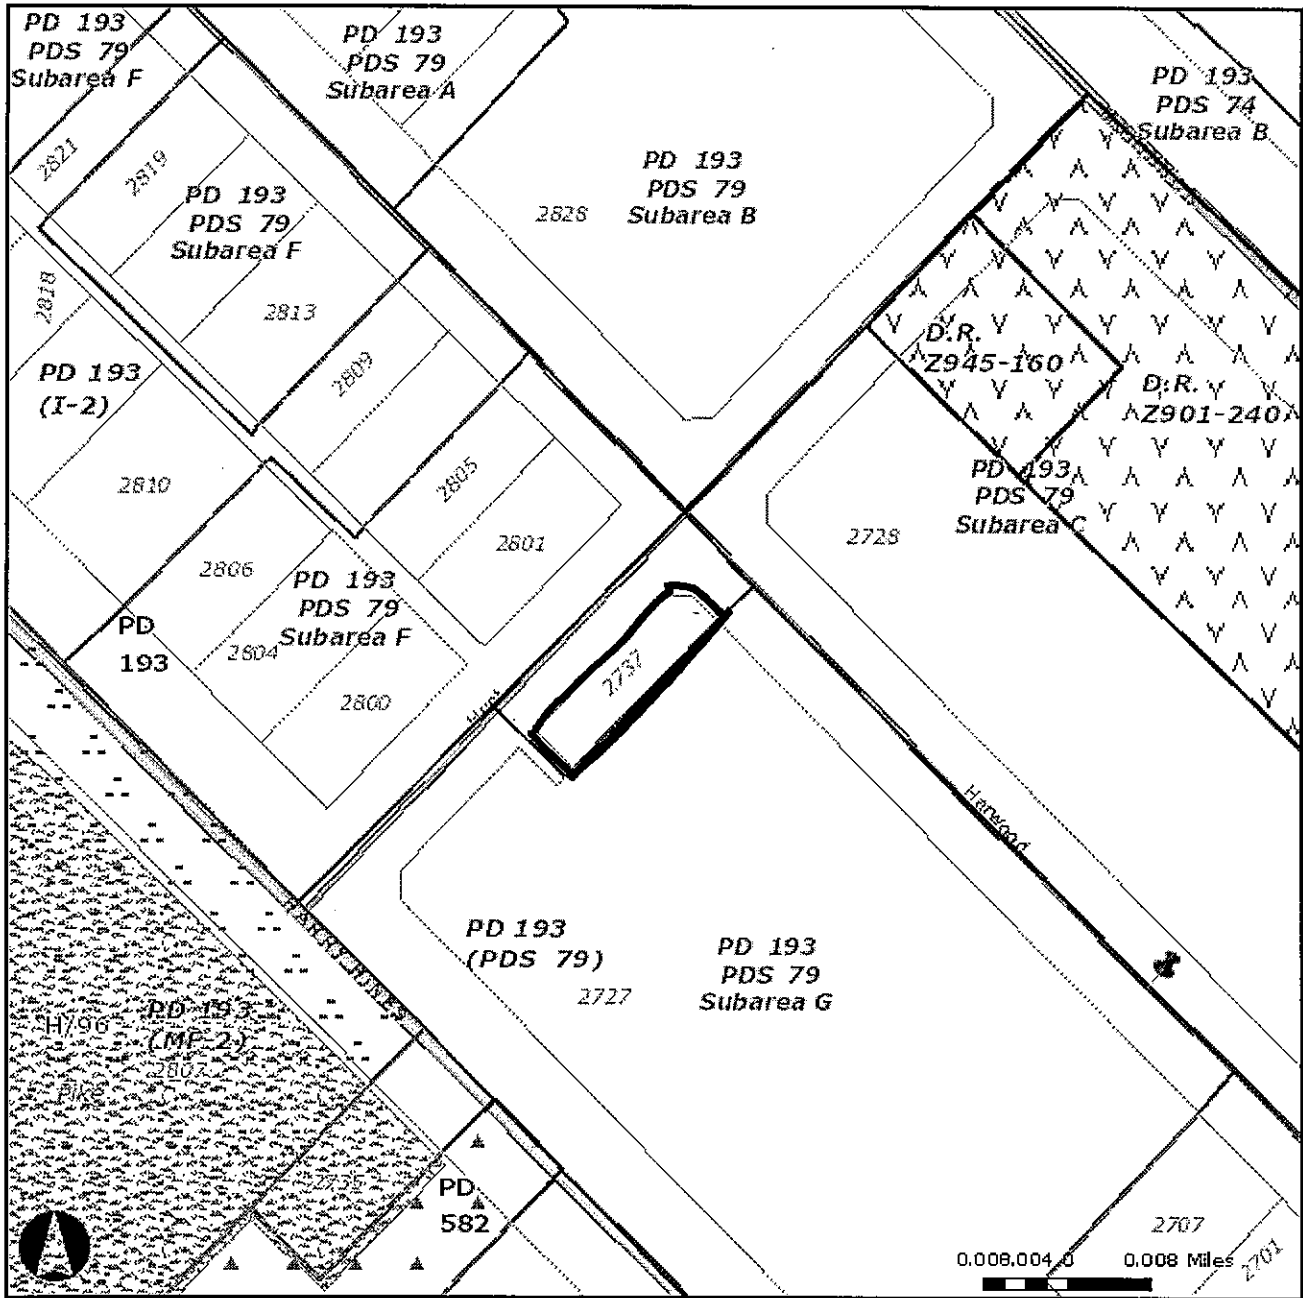 PD 193
PDS 79
Subarea F
PD 193
PDS 79
Subarea A
PD 193
PDS 74
Subarea B
2821
2819
PD 193
PDS 79
Subarea F
2828
PD 193
PDS 79
Subarea B
2818
2813
D.R.
Z945-160
PD 193
(I-2)
2809
D.R.
Z901-240
2810
2805
PD 193
PDS 79
Subarea C
2801
2728
2806
PD 193
PDS 79
Subarea F
PD
193
2804
2800
2737
Harwood
PD 193
(PDS 79)
2727
PD 193
PDS 79
Subarea G
HARRY HINES
H/96
PD 193
(MF-2)
2807
Pike
2735
PD
582
2707
2701
0.008.004 0 0.008 Miles